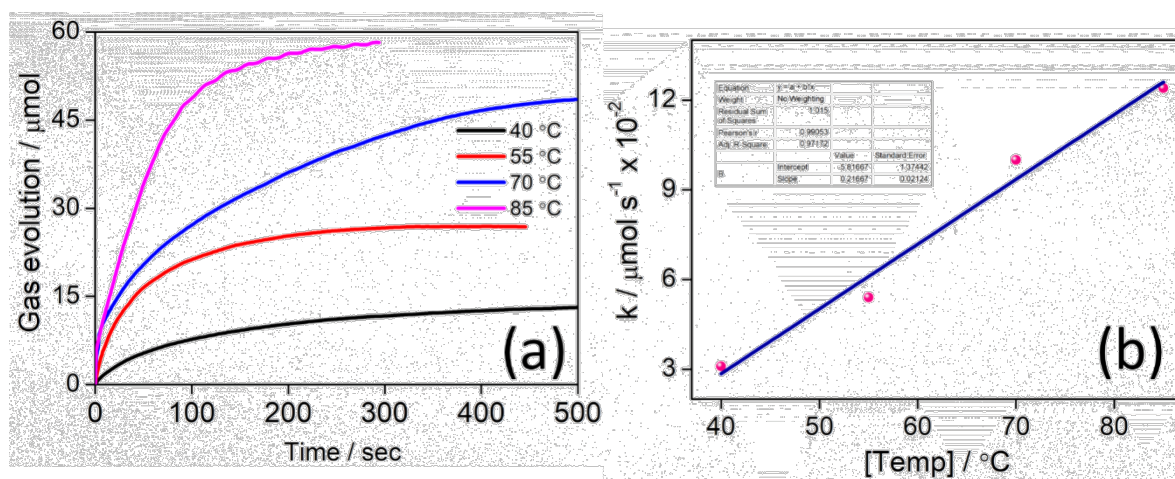 60
45
30
15
0
Gas evolution / μmol
40 °C
55 °C
70 °C
85 °C
(a)
0 100 200 300 400 500
Time / sec
12
9
6
3
k / μmol s⁻¹ x 10⁻²
Equation y = a + b*x
Weight No Weighting
Residual Sum of Squares 1.015
Pearson's r 0.99053
Adj. R-Square 0.97172
Value Standard Error
B Intercept -5.81667 1.37442
Slope 0.21667 0.02124
(b)
40 50 60 70 80
[Temp] / °C